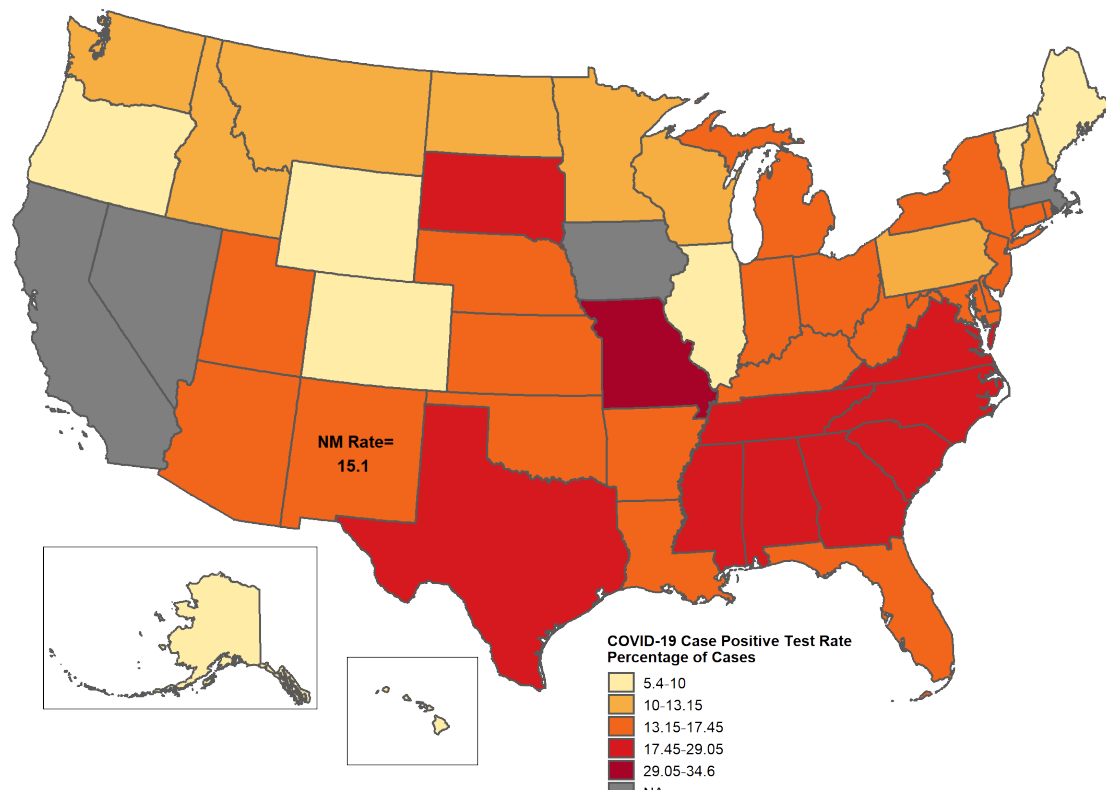 NM Rate=
15.1
COVID-19 Case Positive Test Rate
Percentage of Cases
5.4-10
10-13.15
13.15-17.45
17.45-29.05
29.05-34.6